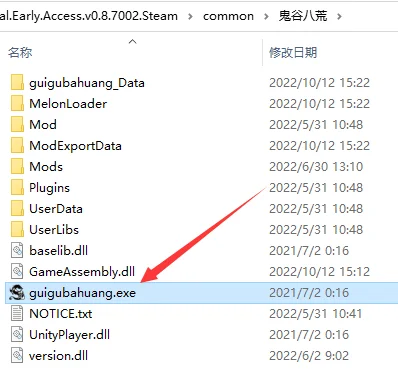 al.Early.Access.v0.8.7002.Steam > common > 鬼谷八荒 >
名称 修改日期
guigubahuang_Data 2022/10/12 15:22
MelonLoader 2022/10/12 15:22
Mod 2022/5/31 10:48
ModExportData 2022/10/12 15:22
Mods 2022/6/30 13:10
Plugins 2022/5/31 10:48
UserData 2022/5/31 10:48
UserLibs 2022/5/31 10:48
baselib.dll 2021/7/2 0:16
GameAssembly.dll 2022/10/12 15:12
guigubahuang.exe 2021/7/2 0:16
NOTICE.txt 2022/5/31 10:41
UnityPlayer.dll 2021/7/2 0:16
version.dll 2022/6/2 9:02